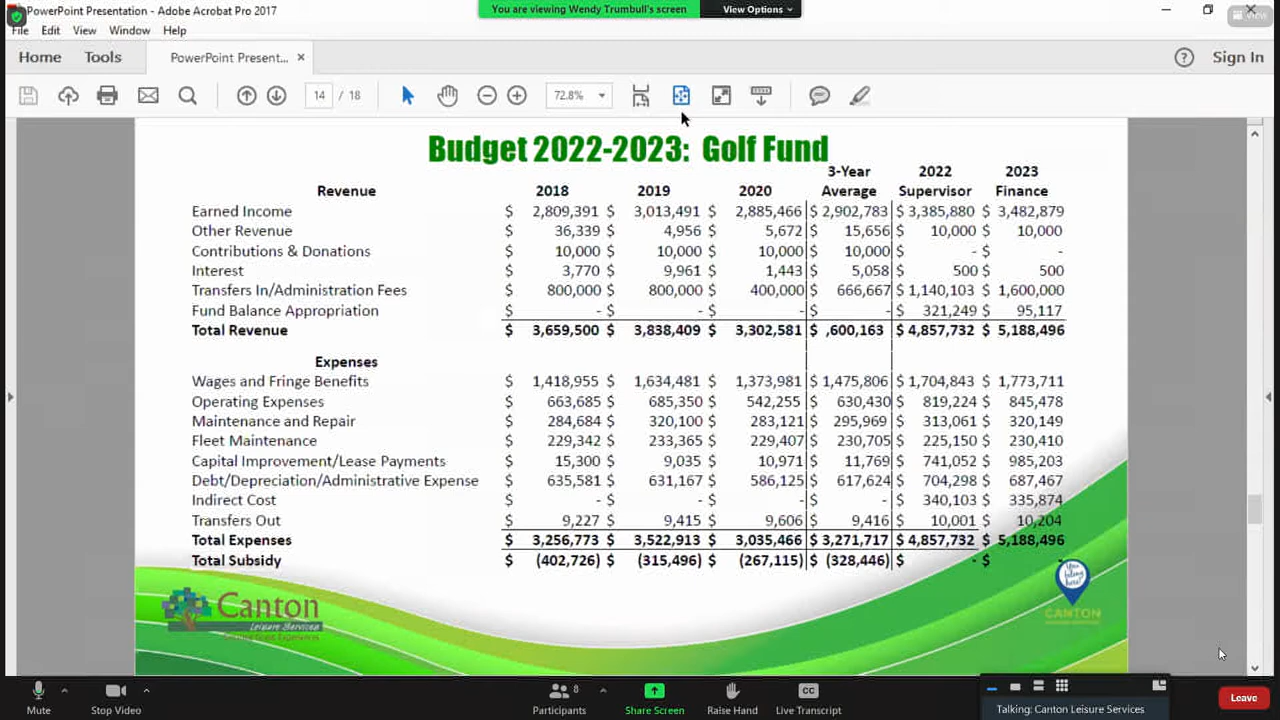 PowerPoint Presentation - Adobe Acrobat Pro 2017
You are viewing Wendy Trumbull's screen View Options
View
File Edit View Window Help
Home Tools PowerPoint Present... × Sign In
14 / 18 72.8%
Budget 2022-2023: Golf Fund
3-Year 2022 2023
Revenue 2018 2019 2020 Average Supervisor Finance
Earned Income $ 2,809,391 $ 3,013,491 $ 2,885,466 $ 2,902,783 $ 3,385,880 $ 3,482,879
Other Revenue $ 36,339 $ 4,956 $ 5,672 $ 15,656 $ 10,000 $ 10,000
Contributions & Donations $ 10,000 $ 10,000 $ 10,000 $ 10,000 $ - $ -
Interest $ 3,770 $ 9,961 $ 1,443 $ 5,058 $ 500 $ 500
Transfers In/Administration Fees $ 800,000 $ 800,000 $ 400,000 $ 666,667 $ 1,140,103 $ 1,600,000
Fund Balance Appropriation $ - $ - $ - $ - $ 321,249 $ 95,117
Total Revenue $ 3,659,500 $ 3,838,409 $ 3,302,581 $ ,600,163 $ 4,857,732 $ 5,188,496
Expenses
Wages and Fringe Benefits $ 1,418,955 $ 1,634,481 $ 1,373,981 $ 1,475,806 $ 1,704,843 $ 1,773,711
Operating Expenses $ 663,685 $ 685,350 $ 542,255 $ 630,430 $ 819,224 $ 845,478
Maintenance and Repair $ 284,684 $ 320,100 $ 283,121 $ 295,969 $ 313,061 $ 320,149
Fleet Maintenance $ 229,342 $ 233,365 $ 229,407 $ 230,705 $ 225,150 $ 230,410
Capital Improvement/Lease Payments $ 15,300 $ 9,035 $ 10,971 $ 11,769 $ 741,052 $ 985,203
Debt/Depreciation/Administrative Expense $ 635,581 $ 631,167 $ 586,125 $ 617,624 $ 704,298 $ 687,467
Indirect Cost $ - $ - $ - $ - $ 340,103 $ 335,874
Transfers Out $ 9,227 $ 9,415 $ 9,606 $ 9,416 $ 10,001 $ 10,204
Total Expenses $ 3,256,773 $ 3,522,913 $ 3,035,466 $ 3,271,717 $ 4,857,732 $ 5,188,496
Total Subsidy $ (402,726) $ (315,496) $ (267,115) $ (328,446) $ - $ -
You belong here!
Canton
Leisure Services
CANTON
Mute Stop Video Participants 8 Share Screen Raise Hand CC Live Transcript Leave
Talking: Canton Leisure Services